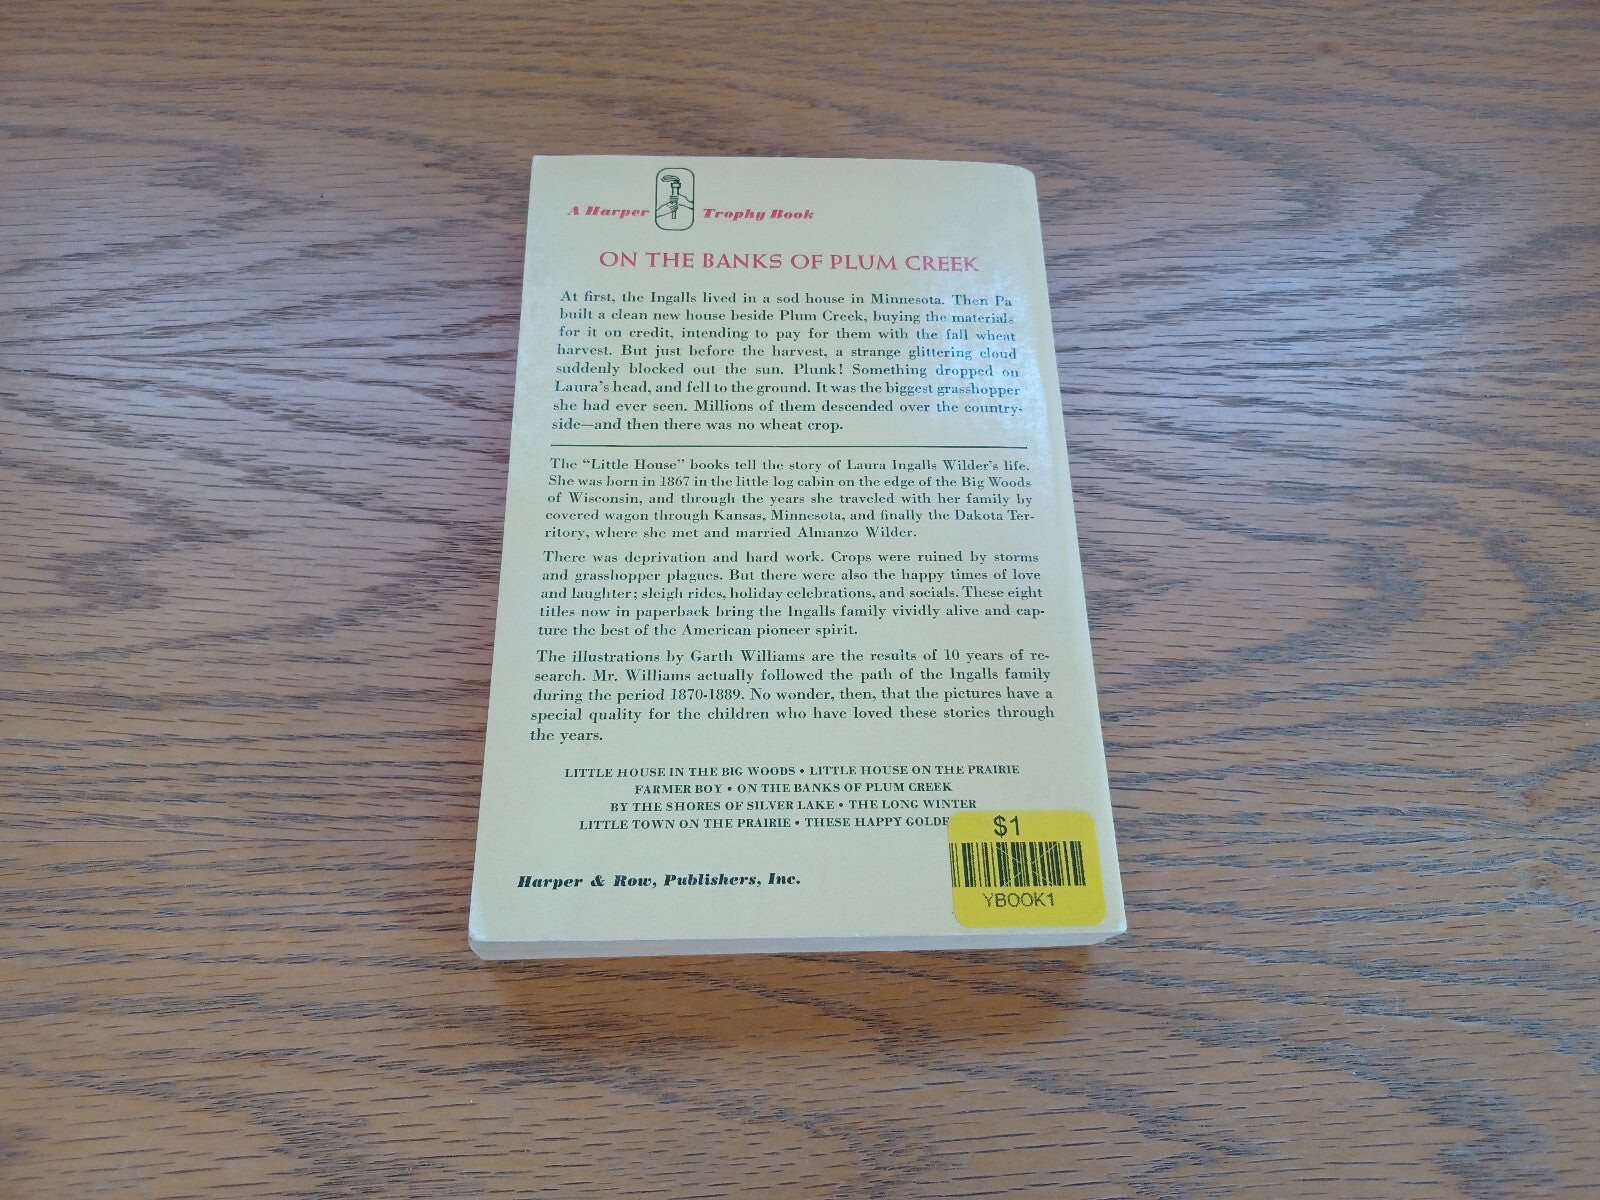 A Harper Trophy Book
ON THE BANKS OF PLUM CREEK
At first, the Ingalls lived in a sod house in Minnesota. Then Pa
built a clean new house beside Plum Creek, buying the materials
for it on credit, intending to pay for them with the fall wheat
harvest. But just before the harvest, a strange glittering cloud
suddenly blocked out the sun. Plunk! Something dropped on
Laura's head, and fell to the ground. It was the biggest grasshopper
she had ever seen. Millions of them descended over the country-
side—and then there was no wheat crop.
The "Little House" books tell the story of Laura Ingalls Wilder's life.
She was born in 1867 in the little log cabin on the edge of the Big Woods
of Wisconsin, and through the years she traveled with her family by
covered wagon through Kansas, Minnesota, and finally the Dakota Ter-
ritory, where she met and married Almanzo Wilder.
There was deprivation and hard work. Crops were ruined by storms
and grasshopper plagues. But there were also the happy times of love
and laughter; sleigh rides, holiday celebrations, and socials. These eight
titles now in paperback bring the Ingalls family vividly alive and cap-
ture the best of the American pioneer spirit.
The illustrations by Garth Williams are the results of 10 years of re-
search. Mr. Williams actually followed the path of the Ingalls family
during the period 1870-1889. No wonder, then, that the pictures have a
special quality for the children who have loved these stories through
the years.
LITTLE HOUSE IN THE BIG WOODS • LITTLE HOUSE ON THE PRAIRIE
FARMER BOY • ON THE BANKS OF PLUM CREEK
BY THE SHORES OF SILVER LAKE • THE LONG WINTER
LITTLE TOWN ON THE PRAIRIE • THESE HAPPY GOLDE
$1
YBOOK1
Harper & Row, Publishers, Inc.